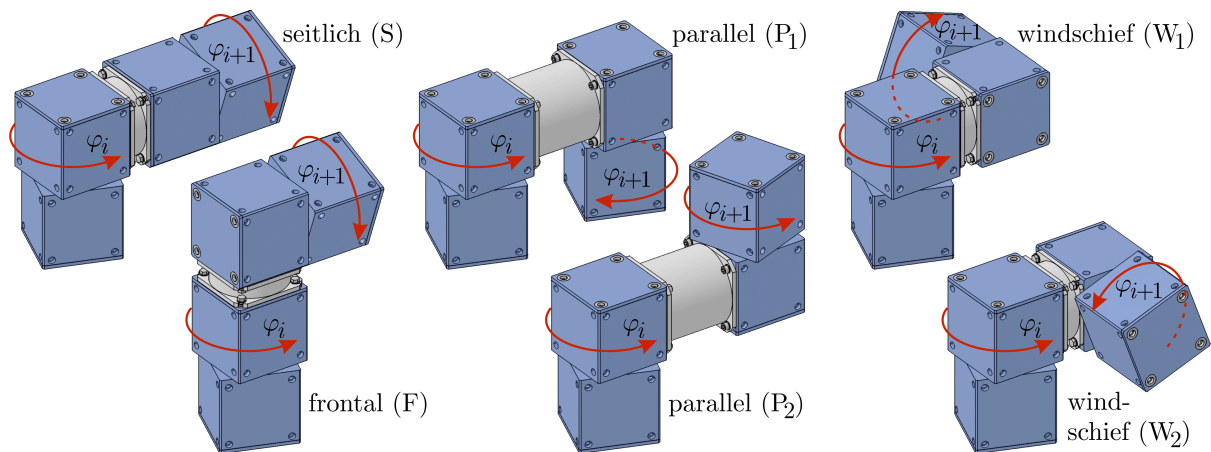 seitlich (S)
φi+1
φi
φi+1
φi
frontal (F)
parallel (P1)
φi
φi+1
φi+1
φi
parallel (P2)
windschief (W1)
φi+1
φi
φi+1
φi
wind-
schief (W2)